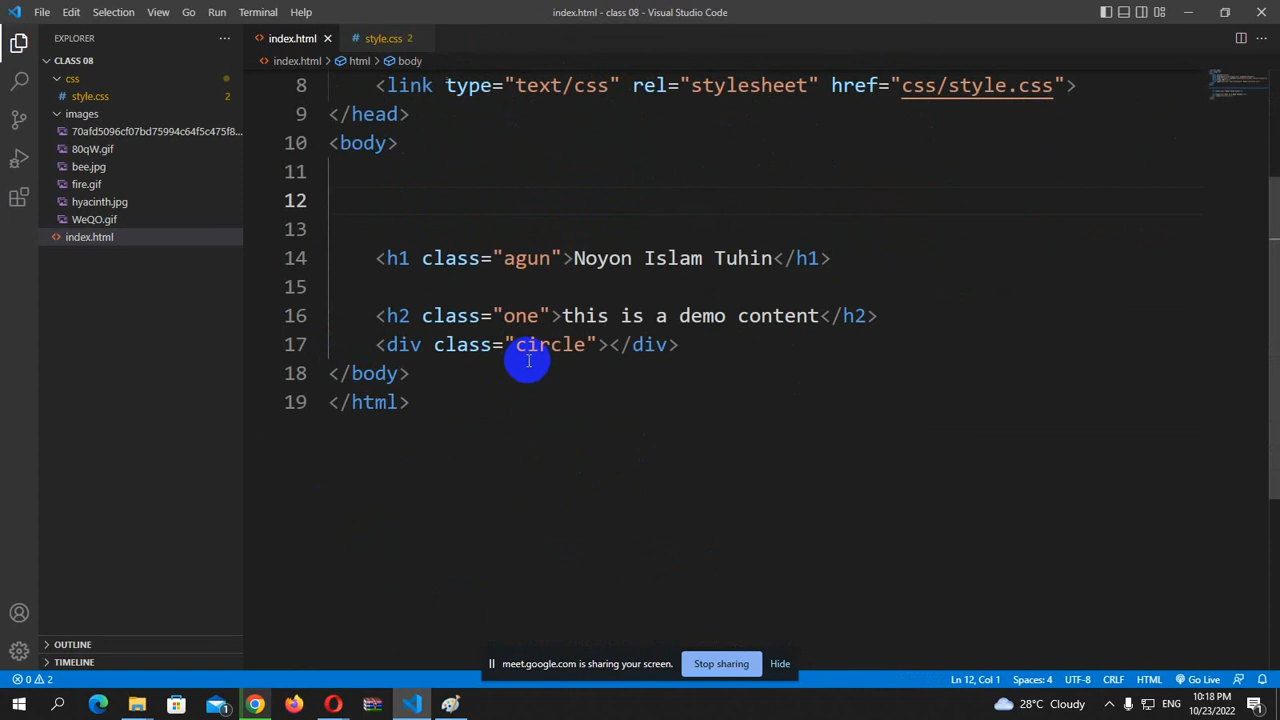 File Edit Selection View Go Run Terminal Help
index.html - class 08 - Visual Studio Code
EXPLORER
CLASS 08
css
style.css 2
images
70afd5096cf07bd75994c64f5c475f8...
80qW.gif
bee.jpg
fire.gif
hyacinth.jpg
WeQO.gif
index.html
OUTLINE
TIMELINE
index.html
style.css 2
index.html > html > body
8 <link type="text/css" rel="stylesheet" href="css/style.css">
9 </head>
10 <body>
11
12
13
14 <h1 class="agun">Noyon Islam Tuhin</h1>
15
16 <h2 class="one">this is a demo content</h2>
17 <div class="circle"></div>
18 </body>
19 </html>
meet.google.com is sharing your screen. Stop sharing Hide
0 2
Ln 12, Col 1 Spaces: 4 UTF-8 CRLF HTML Go Live
28°C Cloudy
ENG
10:18 PM
10/23/2022
1